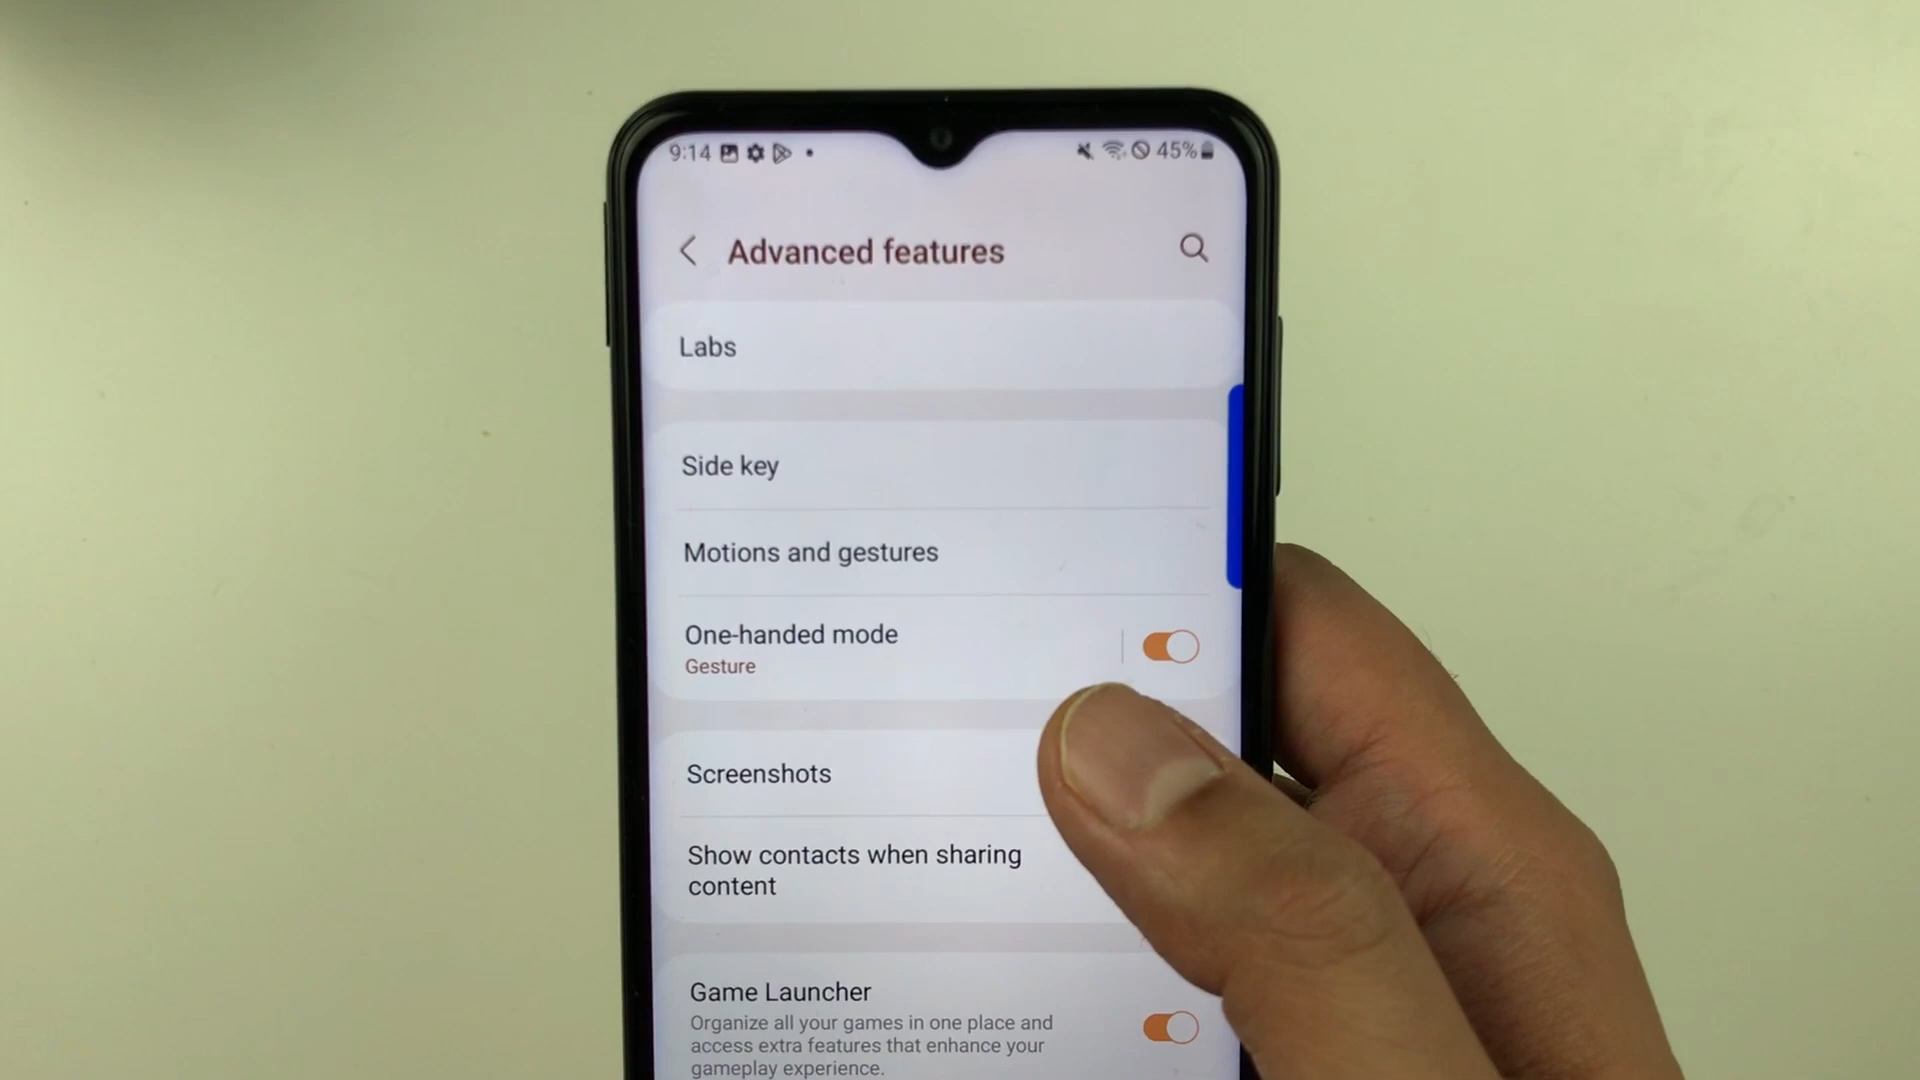 9:14
45%
Advanced features
Labs
Side key
Motions and gestures
One-handed mode
Gesture
Screenshots
Show contacts when sharing
content
Game Launcher
Organize all your games in one place and
access extra features that enhance your
gameplay experience.